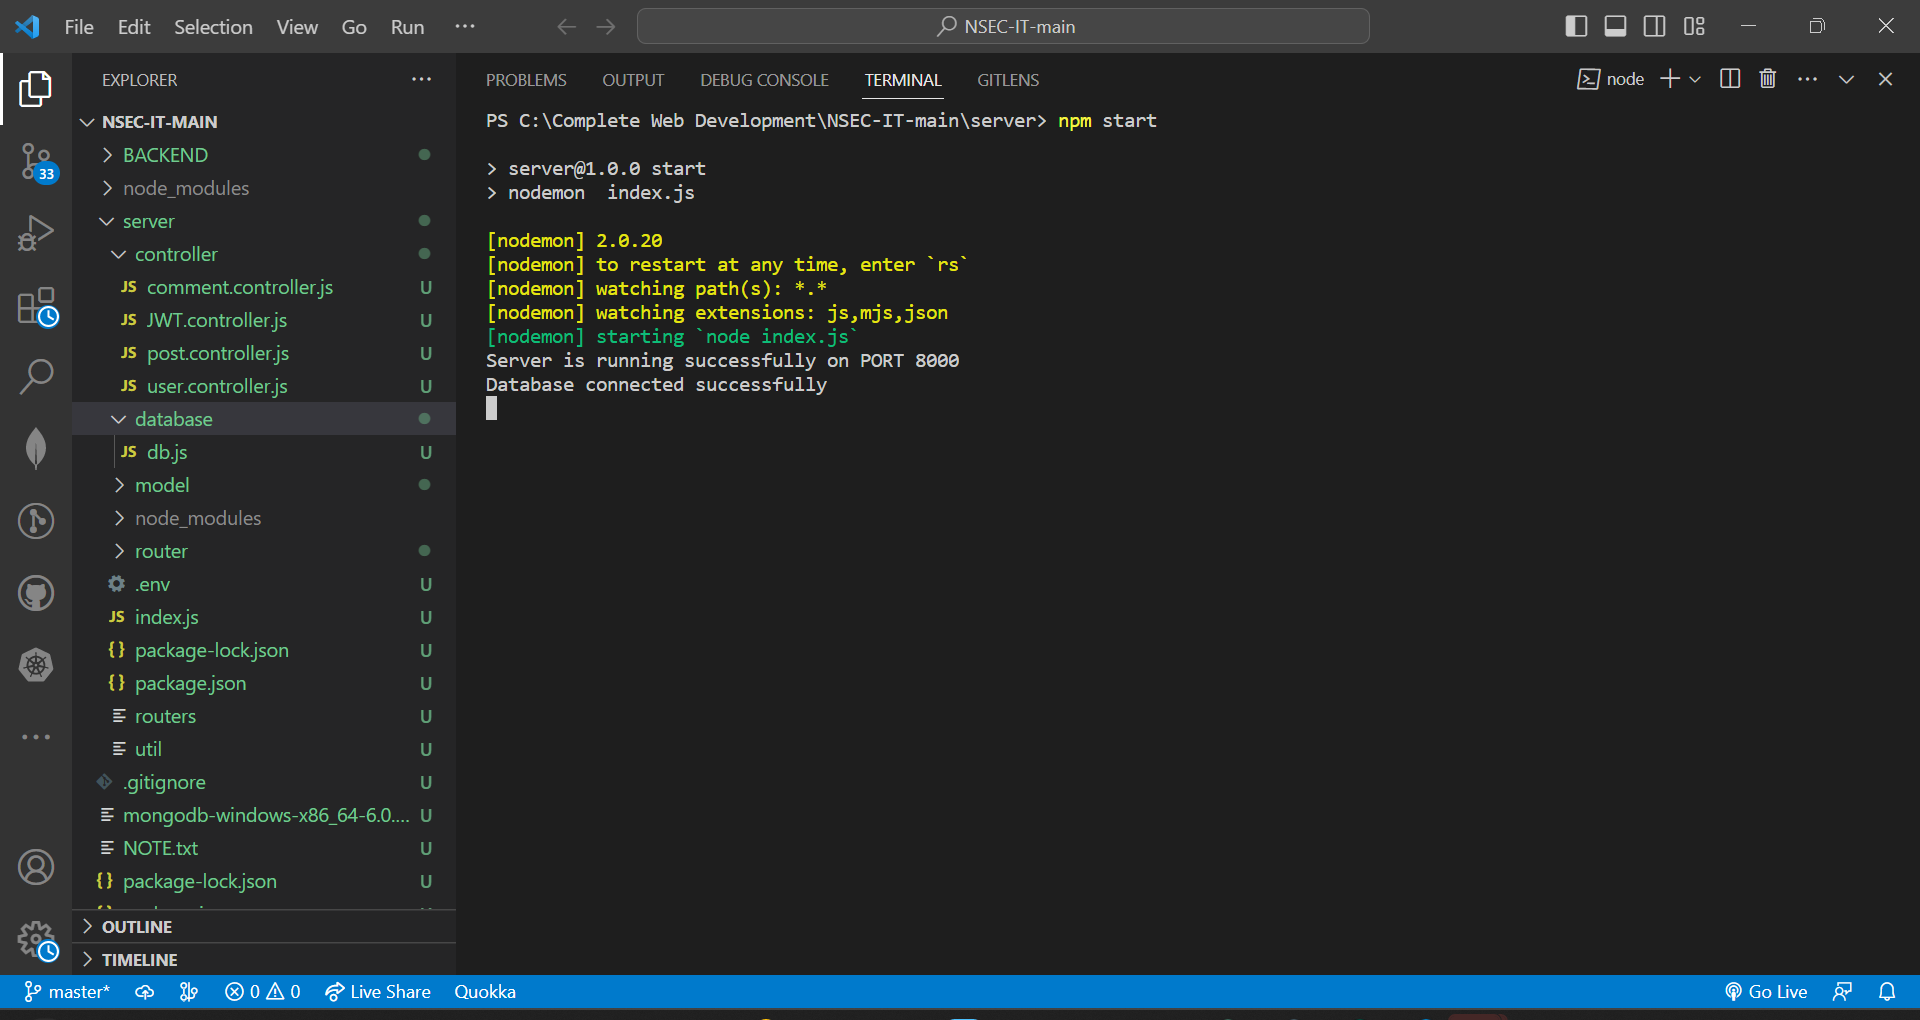 File Edit Selection View Go Run ...
NSEC-IT-main
EXPLORER ...
NSEC-IT-MAIN
BACKEND
node_modules
server
controller
JS comment.controller.js U
JS JWT.controller.js U
JS post.controller.js U
JS user.controller.js U
database
JS db.js U
model
node_modules
router
.env U
JS index.js U
{} package-lock.json U
{} package.json U
routers U
util U
.gitignore U
mongodb-windows-x86_64-6.0.... U
NOTE.txt U
{} package-lock.json U
OUTLINE
TIMELINE
33
PROBLEMS OUTPUT DEBUG CONSOLE TERMINAL GITLENS
node
PS C:\Complete Web Development\NSEC-IT-main\server> npm start
> server@1.0.0 start
> nodemon  index.js
[nodemon] 2.0.20
[nodemon] to restart at any time, enter `rs`
[nodemon] watching path(s): *.*
[nodemon] watching extensions: js,mjs,json
[nodemon] starting `node index.js`
Server is running successfully on PORT 8000
Database connected successfully
master* 0 0 Live Share Quokka Go Live